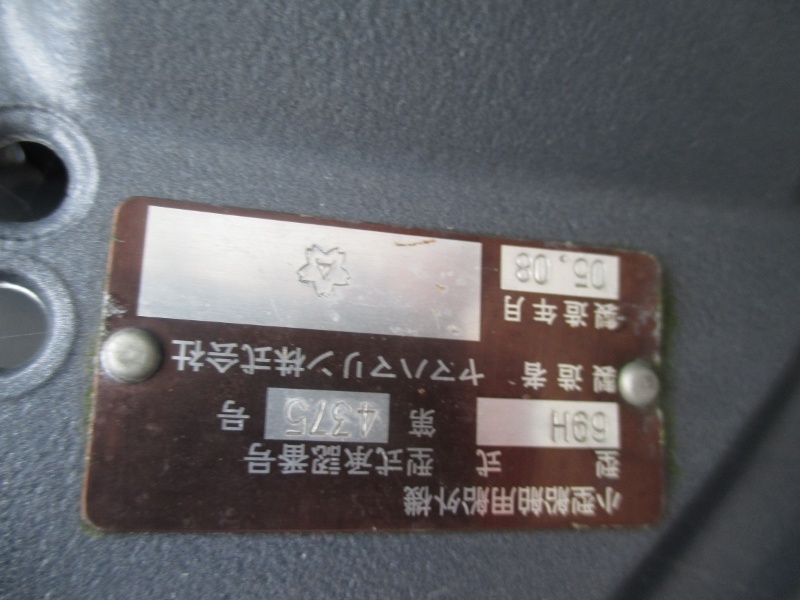 小型船舶用船外機
型式 69H 型式承認番号 第 4375 号
製造者 ヤマハマリン株式会社
製造年月 05.08
A